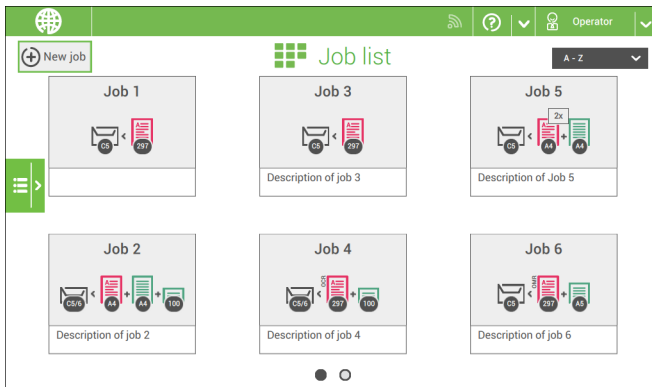 Operator
New job
Job list
A - Z
Job 1
C5
A
297
Job 3
C5
A
297
Description of job 3
Job 5
2x
C5
A
A4
+
A4
Description of Job 5
Job 2
C5/6
A
A4
+
A4
+
100
Description of job 2
Job 4
OCR
C5/6
A
297
+
100
Description of job 4
Job 6
OMR
C5
A
297
+
A5
Description of job 6